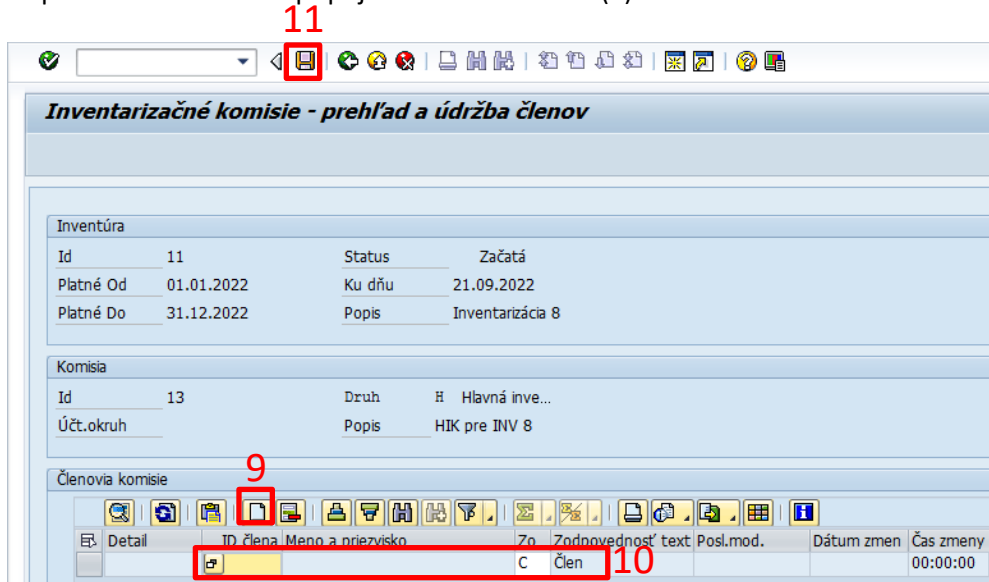 11
Inventarizačné komisie - prehľad a údržba členov
Inventúra
Id 11 Status Začatá
Platné Od 01.01.2022 Ku dňu 21.09.2022
Platné Do 31.12.2022 Popis Inventarizácia 8
Komisia
Id 13 Druh H Hlavná inve...
Účt.okruh Popis HIK pre INV 8
Členovia komisie
9
Detail ID člena Meno a priezvisko Zo Zodpovednosť text Posl.mod. Dátum zmen Čas zmeny
C Člen 10 00:00:00